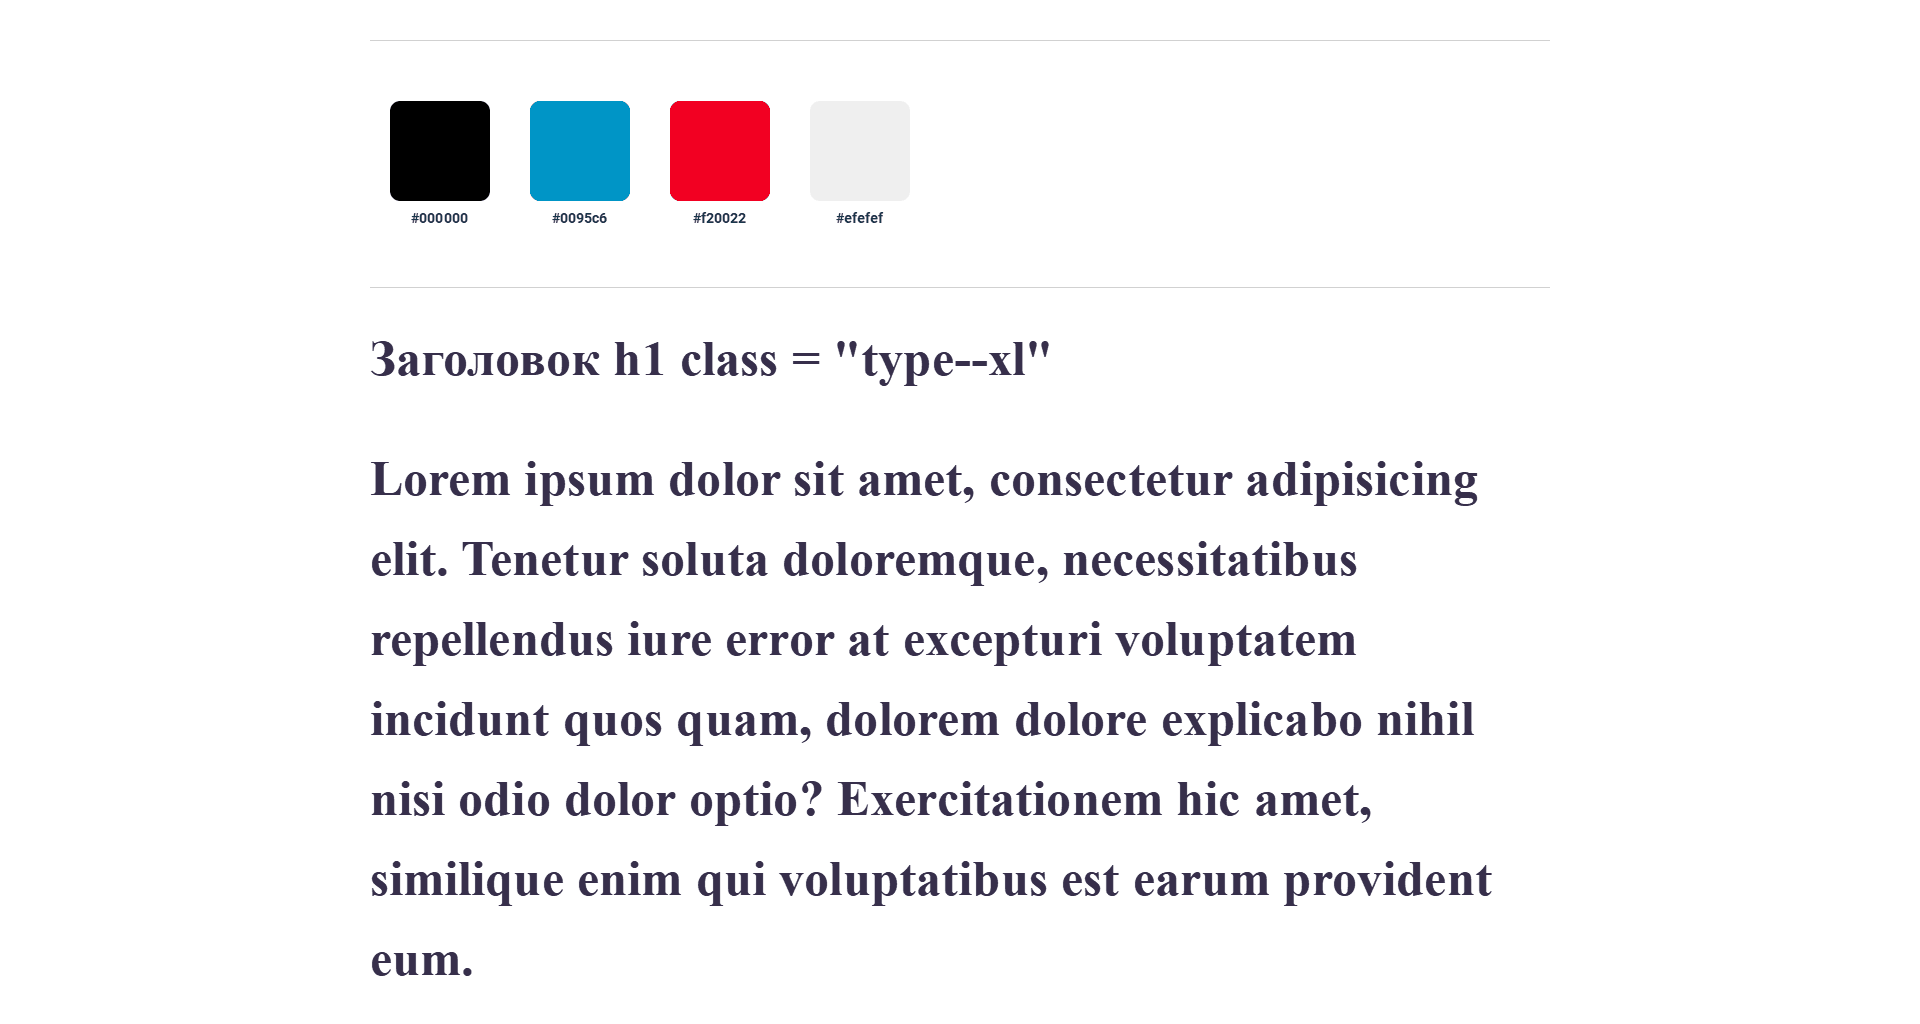 #000000 #0095c6 #f20022 #efefef
Заголовок h1 class = "type--xl"
Lorem ipsum dolor sit amet, consectetur adipisicing
elit. Tenetur soluta doloremque, necessitatibus
repellendus iure error at excepturi voluptatem
incidunt quos quam, dolorem dolore explicabo nihil
nisi odio dolor optio? Exercitationem hic amet,
similique enim qui voluptatibus est earum provident
eum.